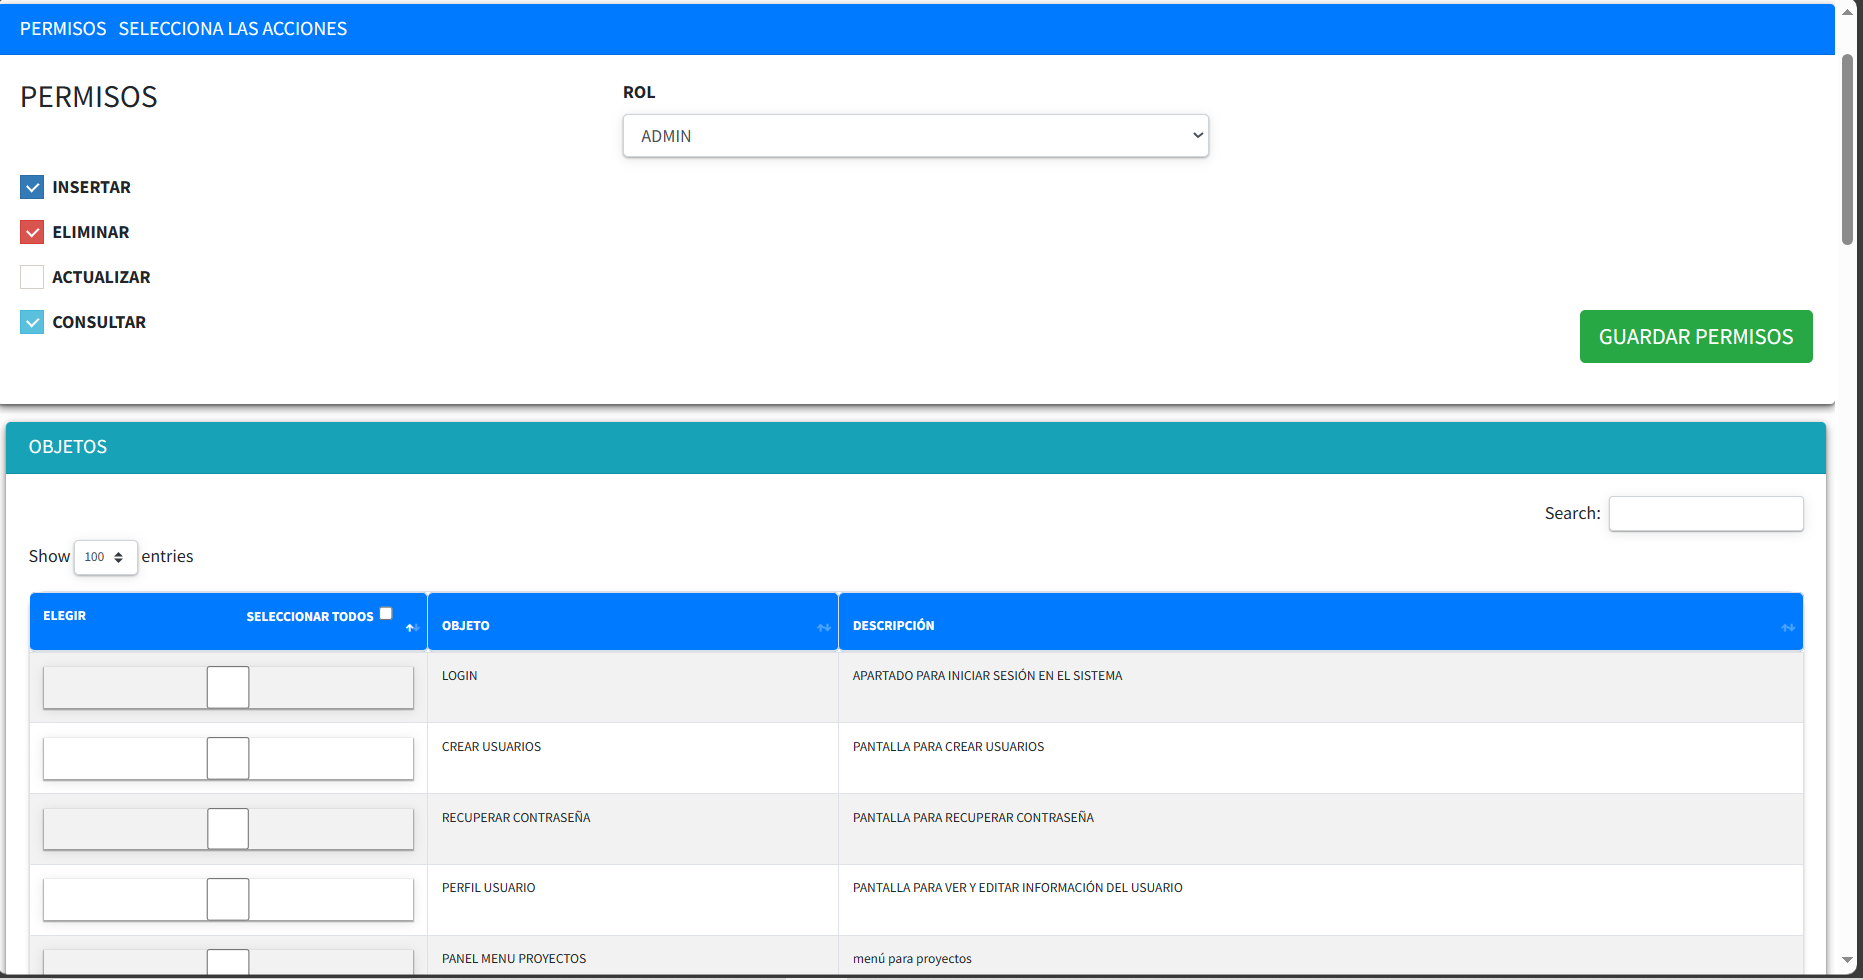 PERMISOS SELECCIONA LAS ACCIONES
PERMISOS
ROL
ADMIN
INSERTAR
ELIMINAR
ACTUALIZAR
CONSULTAR
GUARDAR PERMISOS
OBJETOS
Search:
Show 100 entries
ELEGIR SELECCIONAR TODOS OBJETO DESCRIPCIÓN
LOGIN APARTADO PARA INICIAR SESIÓN EN EL SISTEMA
CREAR USUARIOS PANTALLA PARA CREAR USUARIOS
RECUPERAR CONTRASEÑA PANTALLA PARA RECUPERAR CONTRASEÑA
PERFIL USUARIO PANTALLA PARA VER Y EDITAR INFORMACIÓN DEL USUARIO
PANEL MENU PROYECTOS menú para proyectos